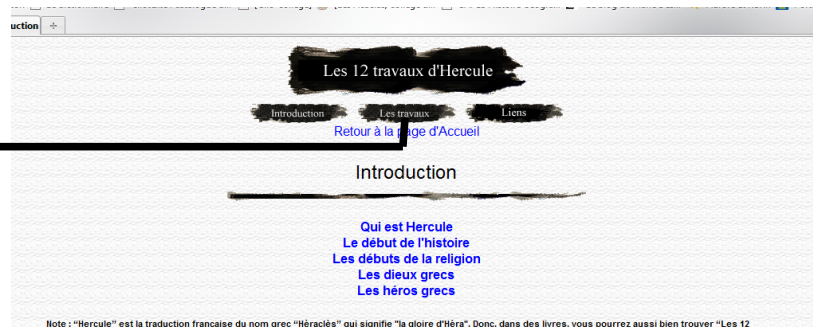 uction
Les 12 travaux d'Hercule
Introduction
Les travaux
Liens
Retour à la page d'Accueil
Introduction
Qui est Hercule
Le début de l'histoire
Les débuts de la religion
Les dieux grecs
Les héros grecs
Note : “Hercule” est la traduction française du nom grec “Hèraclès” qui signifie "la gloire d'Héra". Donc, dans des livres, vous pourrez aussi bien trouver “Les 12